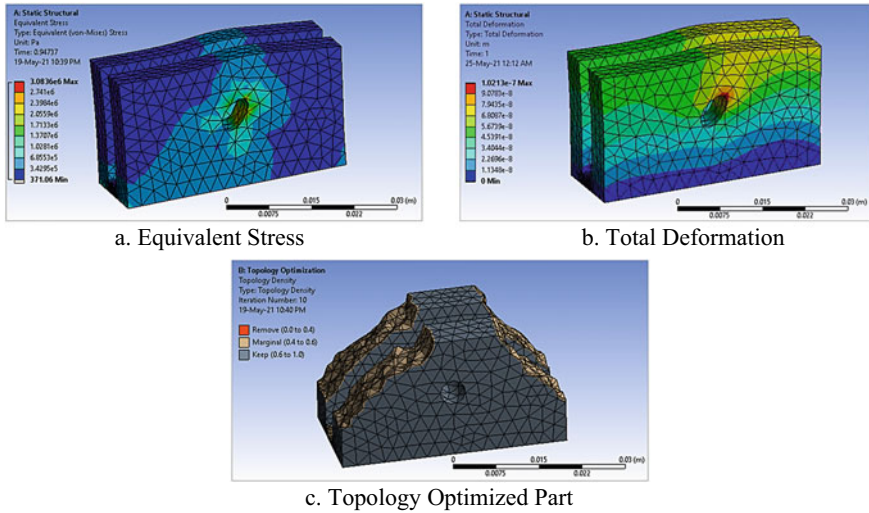 A: Static Structural
Equivalent Stress
Type: Equivalent (von-Mises) Stress
Unit: Pa
Time: 0.94737
19-May-21 10:39 PM
3.0836e6 Max
2.741e6
2.3984e6
2.0559e6
1.7133e6
1.3707e6
1.0281e6
6.8553e5
3.4295e5
371.06 Min
0
0.015
0.03 (m)
0.0075
0.022
a. Equivalent Stress
A: Static Structural
Total Deformation
Type: Total Deformation
Unit: m
Time: 1
25-May-21 12:12 AM
1.0213e-7 Max
9.0783e-8
7.9435e-8
6.8087e-8
5.6739e-8
4.5391e-8
3.4044e-8
2.2696e-8
1.1348e-8
0 Min
0
0.015
0.03 (m)
0.0075
0.022
b. Total Deformation
B: Topology Optimization
Topology Density
Type: Topology Density
Iteration Number: 10
19-May-21 10:40 PM
Remove (0.0 to 0.4)
Marginal (0.4 to 0.6)
Keep (0.6 to 1.0)
0
0.015
0.03 (m)
0.0075
0.022
c. Topology Optimized Part